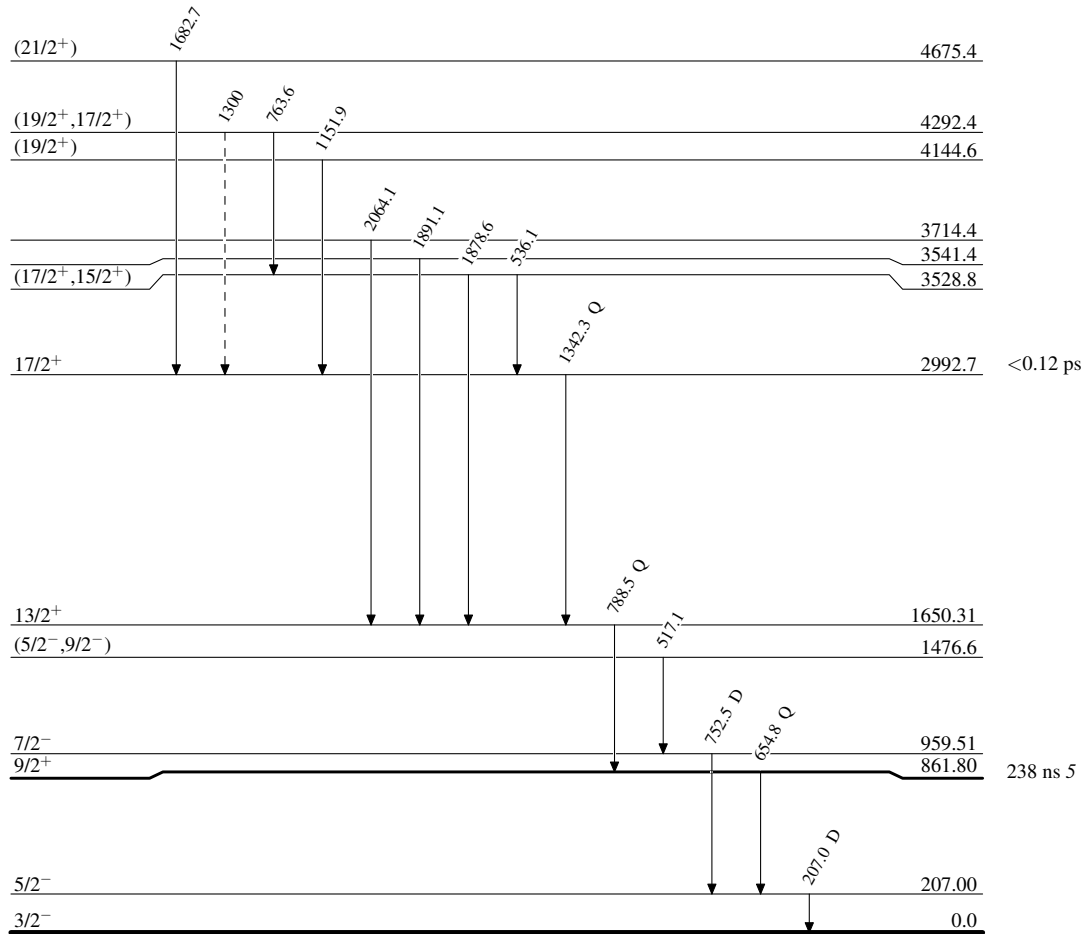 1682.7
(21/2⁺) 4675.4
1300 763.6
(19/2⁺,17/2⁺) 4292.4
1151.9
(19/2⁺) 4144.6
2064.1 1891.1 1878.6 536.1
3714.4
3541.4
(17/2⁺,15/2⁺) 3528.8
1342.3 Q
17/2⁺ 2992.7 <0.12 ps
788.5 Q
13/2⁺ 1650.31
517.1
(5/2⁻,9/2⁻) 1476.6
752.5 D 654.8 Q
7/2⁻ 959.51
9/2⁺ 861.80 238 ns 5
207.0 D
5/2⁻ 207.00
3/2⁻ 0.0